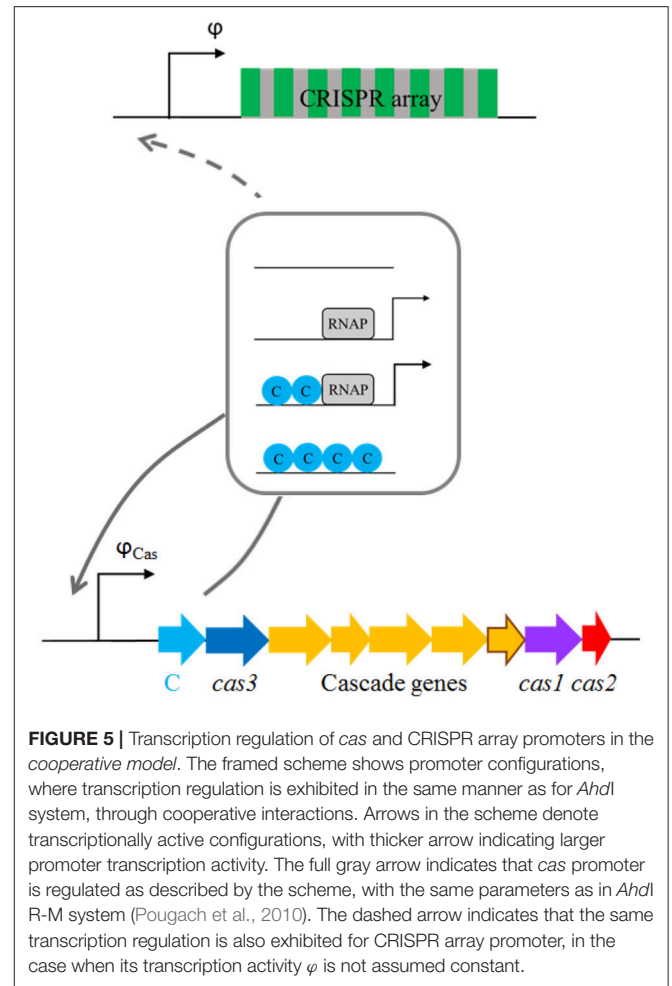 φ
CRISPR array
RNAP
C C RNAP
C C C C
φCas
C cas3 Cascade genes cas1 cas2
FIGURE 5 | Transcription regulation of cas and CRISPR array promoters in the
cooperative model. The framed scheme shows promoter configurations,
where transcription regulation is exhibited in the same manner as for AhdI
system, through cooperative interactions. Arrows in the scheme denote
transcriptionally active configurations, with thicker arrow indicating larger
promoter transcription activity. The full gray arrow indicates that cas promoter
is regulated as described by the scheme, with the same parameters as in AhdI
R-M system (Pougach et al., 2010). The dashed arrow indicates that the same
transcription regulation is also exhibited for CRISPR array promoter, in the
case when its transcription activity φ is not assumed constant.